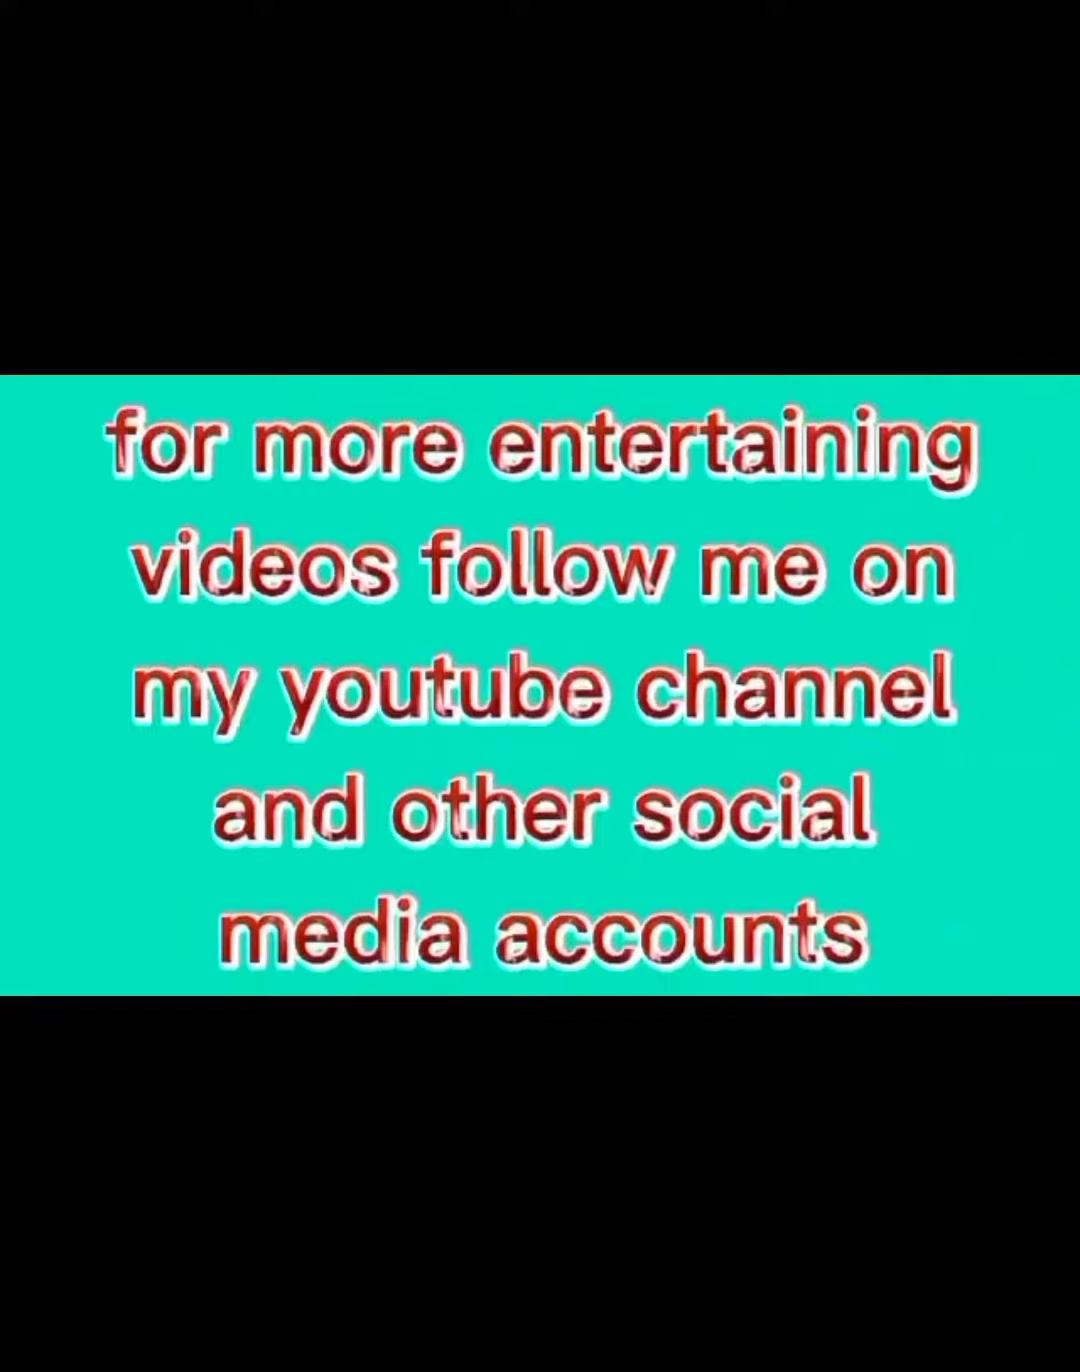 for more entertaining
videos follow me on
my youtube channel
and other social
media accounts